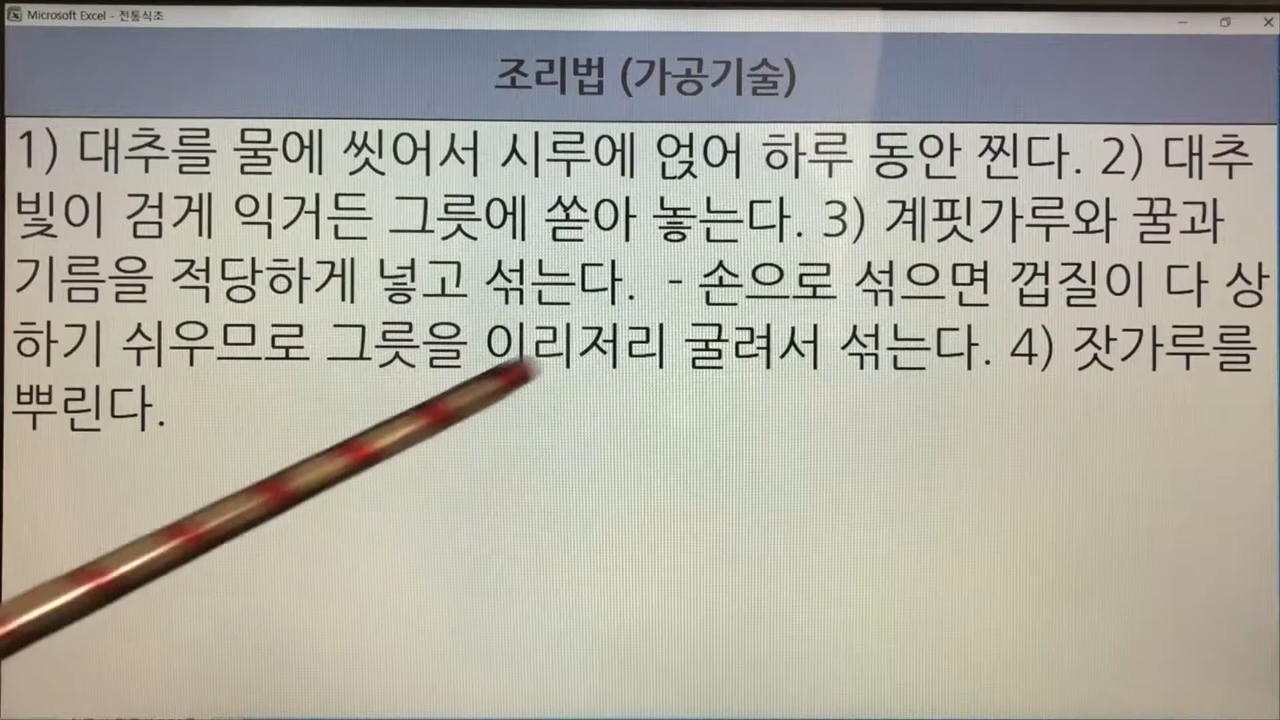 Microsoft Excel - 전통식초
조리법 (가공기술)
1) 대추를 물에 씻어서 시루에 얹어 하루 동안 찐다. 2) 대추
빛이 검게 익거든 그릇에 쏟아 놓는다. 3) 계핏가루와 꿀과
기름을 적당하게 넣고 섞는다.  - 손으로 섞으면 껍질이 다 상
하기 쉬우므로 그릇을 이리저리 굴려서 섞는다. 4) 잣가루를
뿌린다.